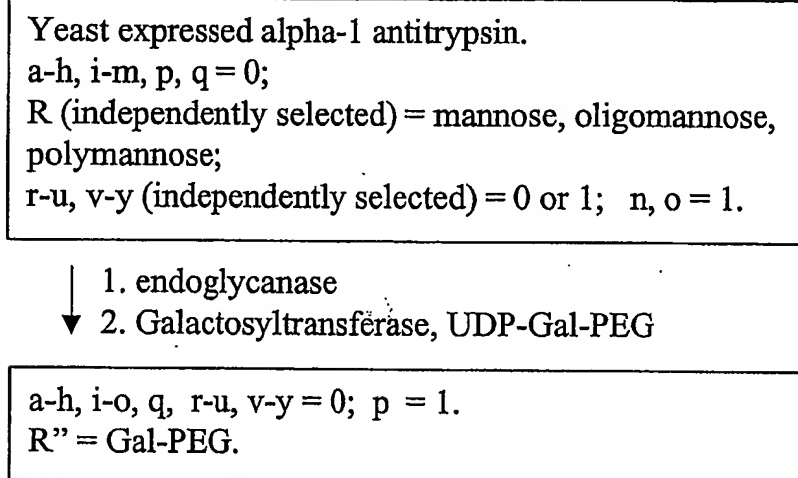 Yeast expressed alpha-1 antitrypsin.
a-h, i-m, p, q = 0;
R (independently selected) = mannose, oligomannose,
polymannose;
r-u, v-y (independently selected) = 0 or 1;   n, o = 1.
1. endoglycanase
2. Galactosyltransferase, UDP-Gal-PEG
a-h, i-o, q,  r-u, v-y = 0;  p  = 1.
R” = Gal-PEG.